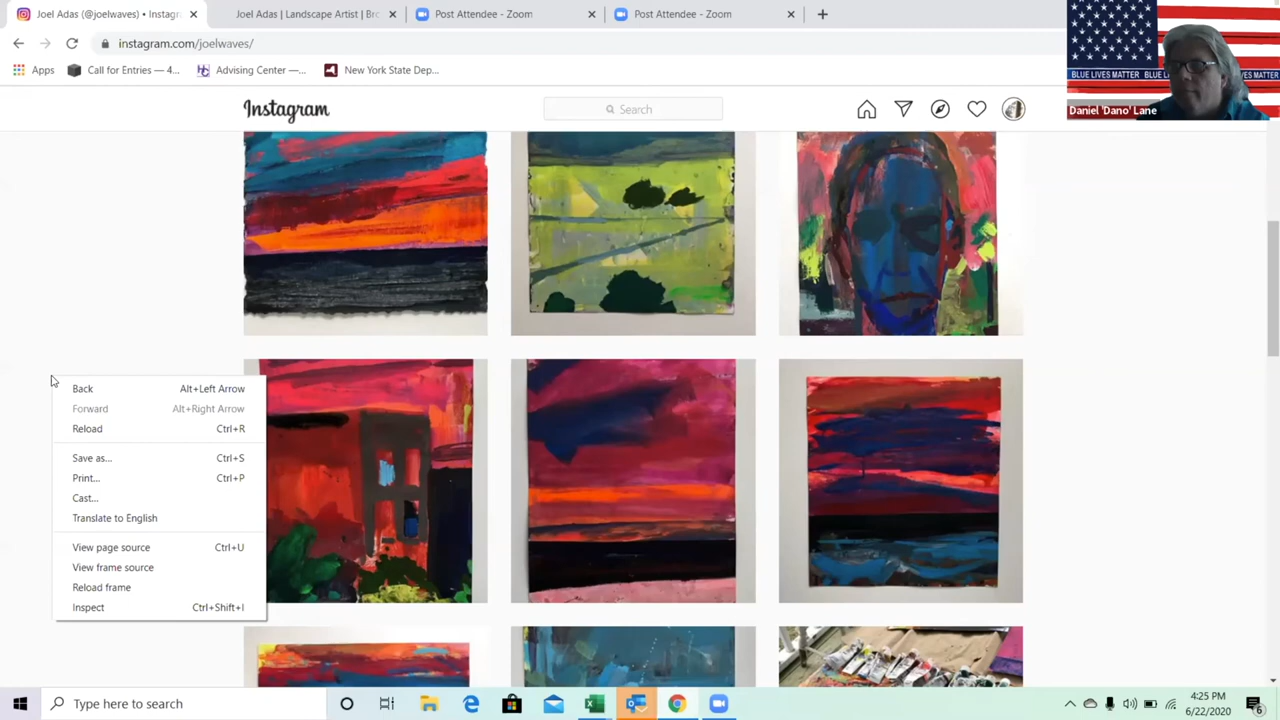 Joel Adas (@joelwaves) • Instagr
Joel Adas | Landscape Artist | Br
Post Attendee - Zoom
Post Attendee - Zoom
instagram.com/joelwaves/
Apps
Call for Entries — 4...
Advising Center —...
New York State Dep...
BLUE LIVES MATTER
Daniel 'Dano' Lane
Instagram
Search
Back Alt+Left Arrow
Forward Alt+Right Arrow
Reload Ctrl+R
Save as... Ctrl+S
Print... Ctrl+P
Cast...
Translate to English
View page source Ctrl+U
View frame source
Reload frame
Inspect Ctrl+Shift+I
Type here to search
4:25 PM
6/22/2020
6